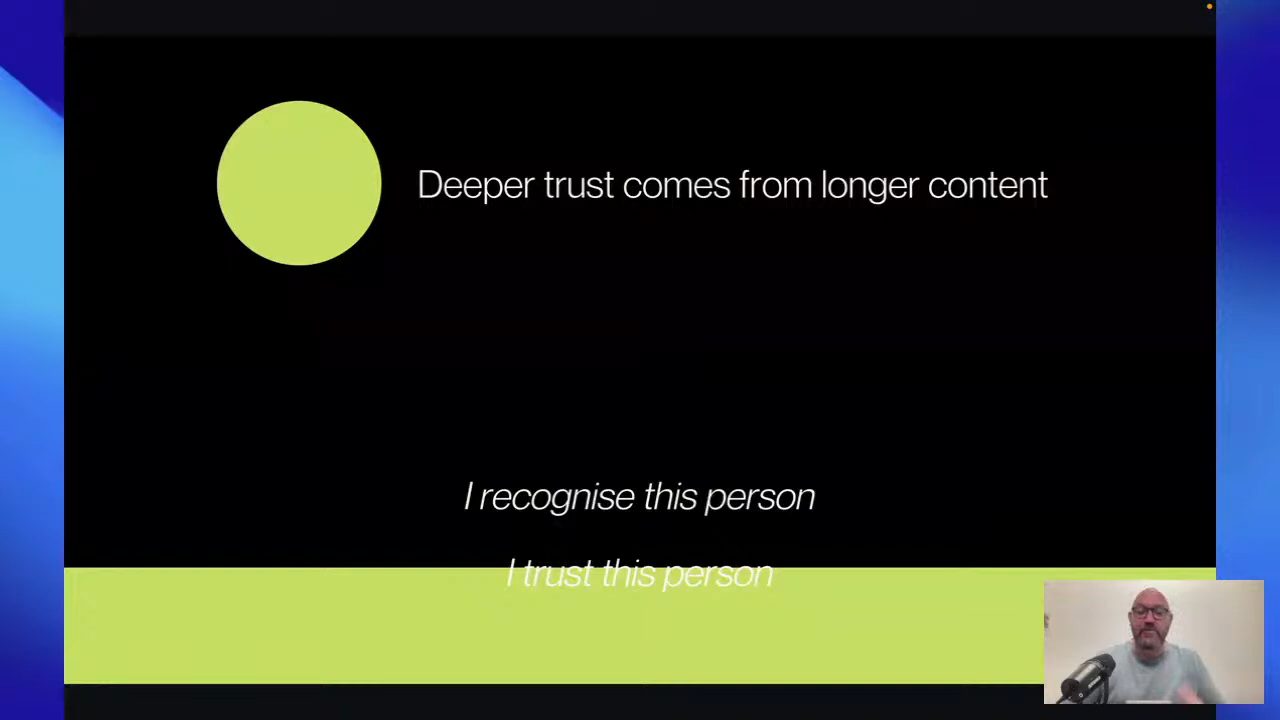 Deeper trust comes from longer content
I recognise this person
I trust this person